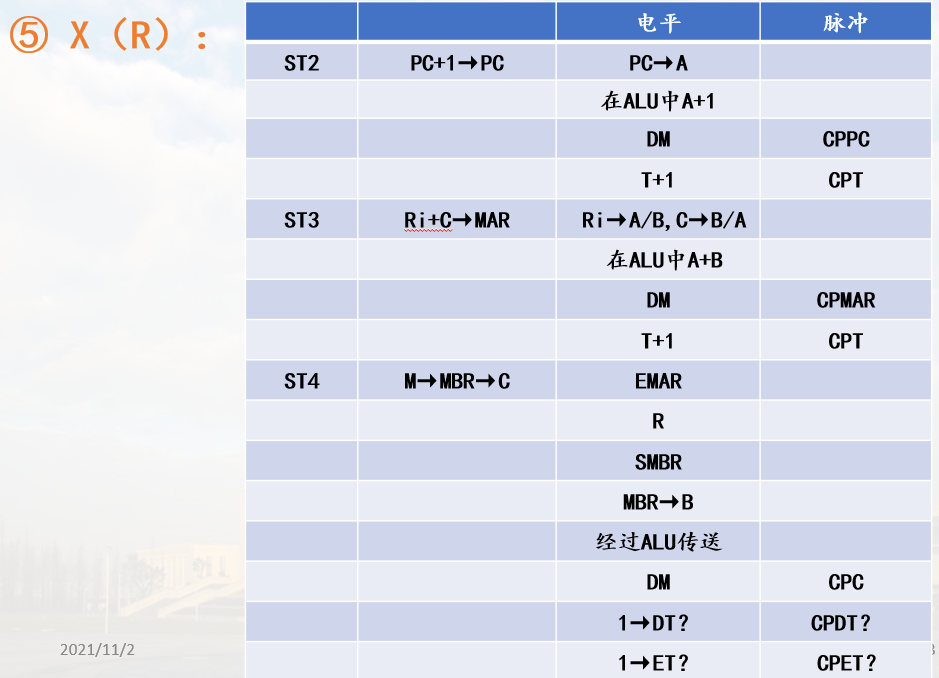 ⑤ X（R）：
电平 脉冲
ST2 PC+1→PC PC→A
在ALU中A+1
DM CPPC
T+1 CPT
ST3 Ri+C→MAR Ri→A/B,C→B/A
在ALU中A+B
DM CPMAR
T+1 CPT
ST4 M→MBR→C EMAR
R
SMBR
MBR→B
经过ALU传送
DM CPC
1→DT? CPDT?
1→ET? CPET?
2021/11/2